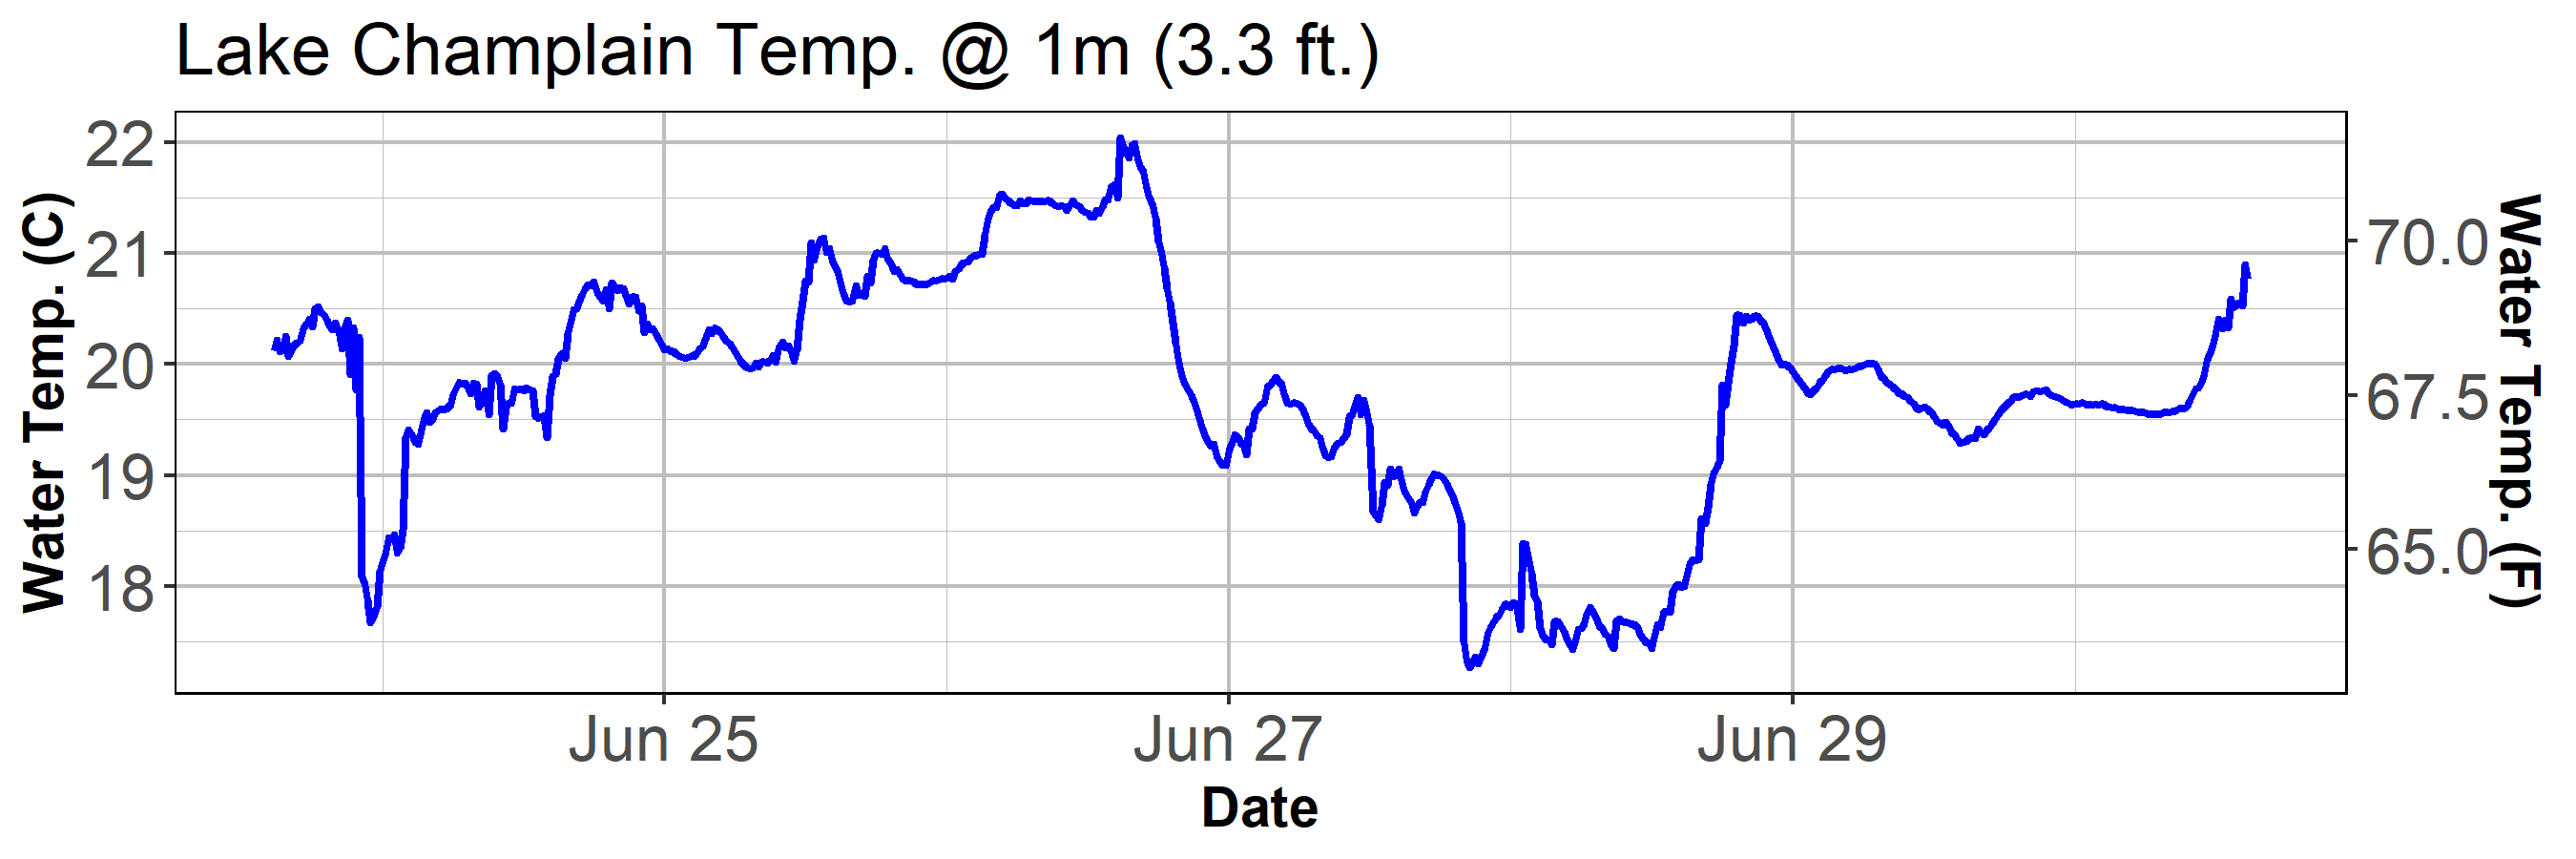 Lake Champlain Temp. @ 1m (3.3 ft.)
Water Temp. (C)
22
21
20
19
18
70.0
67.5
65.0
Water Temp. (F)
Jun 25
Jun 27
Jun 29
Date